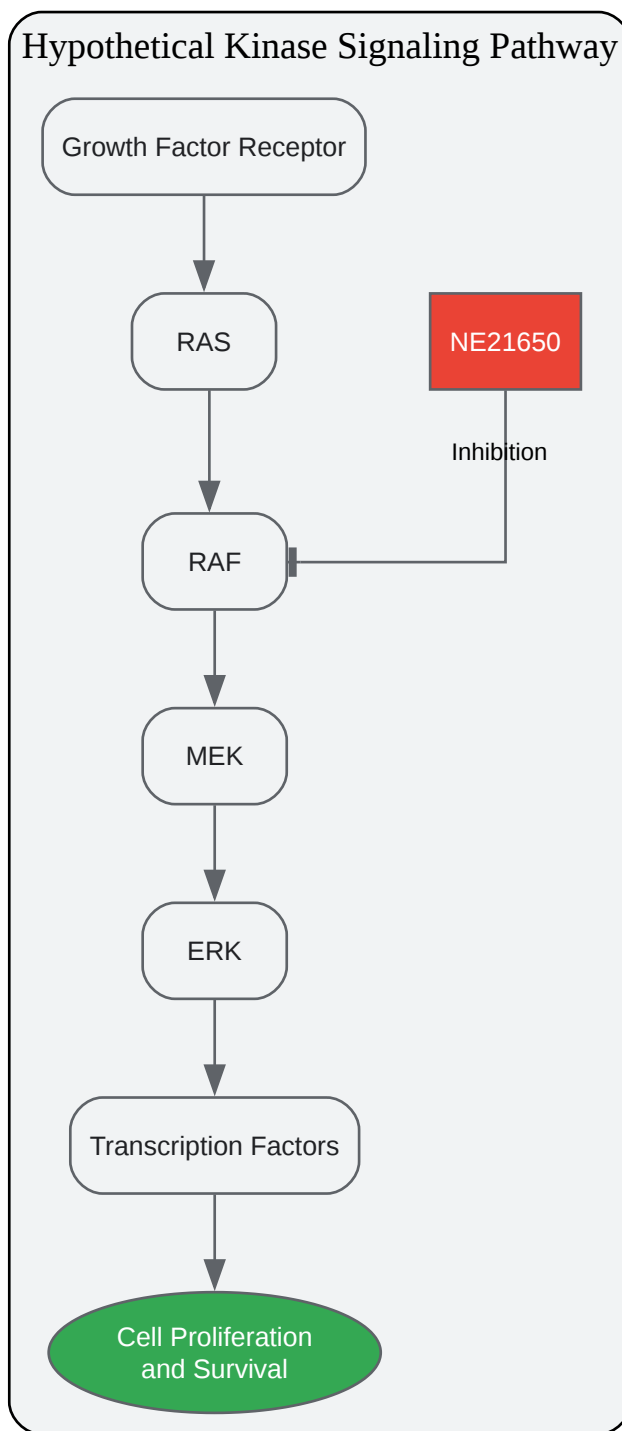 Hypothetical Kinase Signaling Pathway
Growth Factor Receptor
RAS
NE21650
Inhibition
RAF
MEK
ERK
Transcription Factors
Cell Proliferation
and Survival